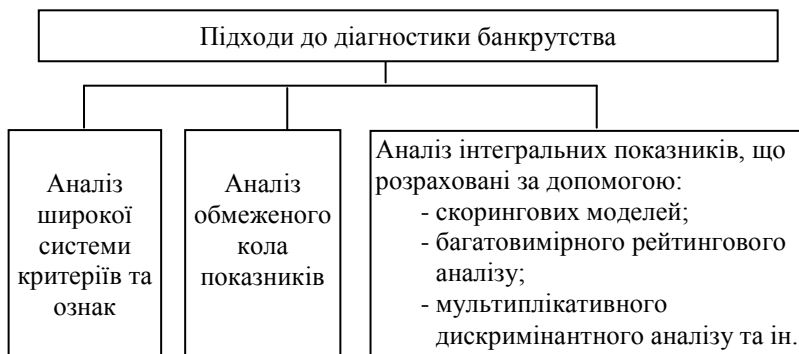 Підходи до діагностики банкрутства
Аналіз
широкої
системи
критеріїв та
ознак
Аналіз
обмеженого
кола
показників
Аналіз інтегральних показників, що
розраховані за допомогою:
- скорингових моделей;
- багатовимірного рейтингового
аналізу;
- мультиплікативного
дискримінантного аналізу та ін.